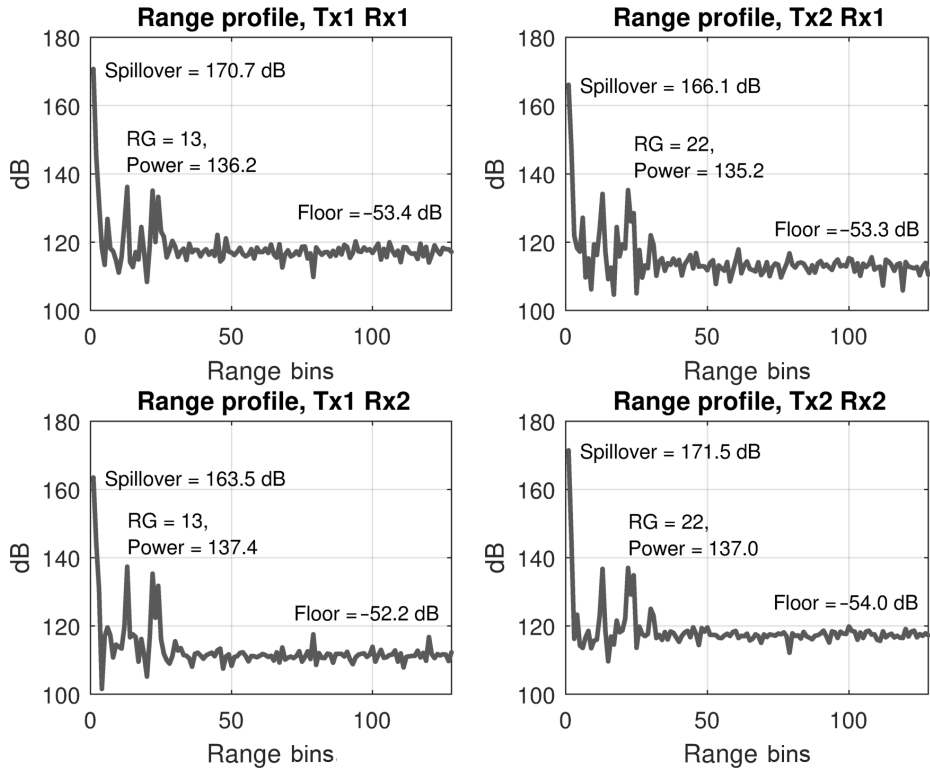 Range profile, Tx1 Rx1
180
160
140
120
100
dB
Spillover = 170.7 dB
RG = 13,
Power = 136.2
Floor = -53.4 dB
0 50 100
Range bins
Range profile, Tx2 Rx1
180
160
140
120
100
dB
Spillover = 166.1 dB
RG = 22,
Power = 135.2
Floor = -53.3 dB
0 50 100
Range bins
Range profile, Tx1 Rx2
180
160
140
120
100
dB
Spillover = 163.5 dB
RG = 13,
Power = 137.4
Floor = -52.2 dB
0 50 100
Range bins
Range profile, Tx2 Rx2
180
160
140
120
100
dB
Spillover = 171.5 dB
RG = 22,
Power = 137.0
Floor = -54.0 dB
0 50 100
Range bins